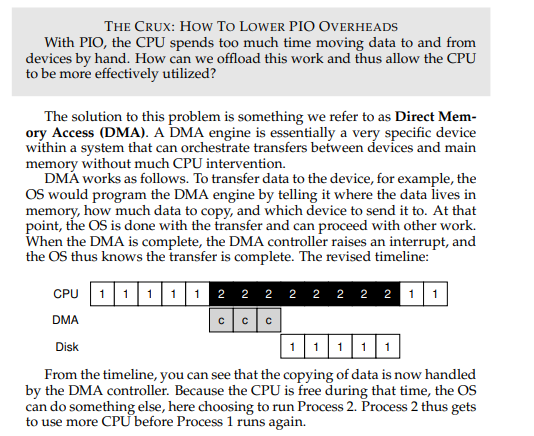 THE CRUX: HOW TO LOWER PIO OVERHEADS
With PIO, the CPU spends too much time moving data to and from
devices by hand. How can we offload this work and thus allow the CPU
to be more effectively utilized?
The solution to this problem is something we refer to as Direct Mem-
ory Access (DMA). A DMA engine is essentially a very specific device
within a system that can orchestrate transfers between devices and main
memory without much CPU intervention.
DMA works as follows. To transfer data to the device, for example, the
OS would program the DMA engine by telling it where the data lives in
memory, how much data to copy, and which device to send it to. At that
point, the OS is done with the transfer and can proceed with other work.
When the DMA is complete, the DMA controller raises an interrupt, and
the OS thus knows the transfer is complete. The revised timeline:
CPU 1 1 1 1 1 2 2 2 2 2 2 2 2 1 1
DMA c c c
Disk 1 1 1 1 1
From the timeline, you can see that the copying of data is now handled
by the DMA controller. Because the CPU is free during that time, the OS
can do something else, here choosing to run Process 2. Process 2 thus gets
to use more CPU before Process 1 runs again.